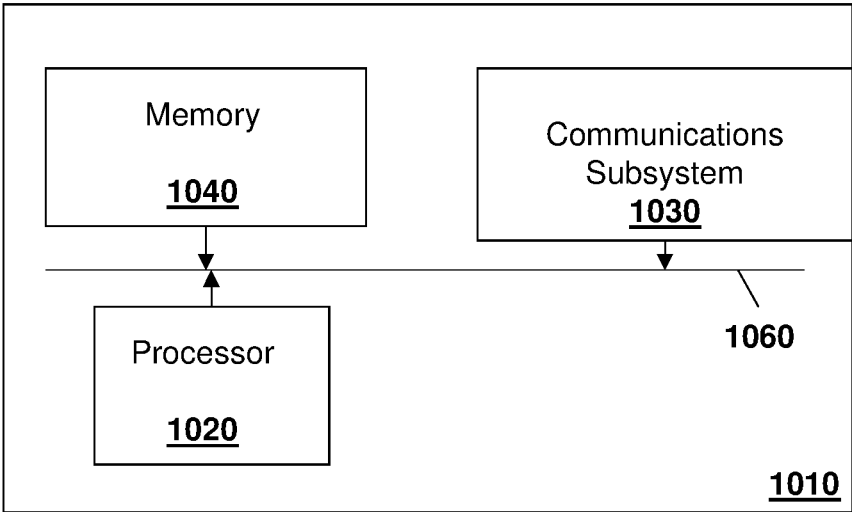 Memory
1040
Communications
Subsystem
1030
1060
Processor
1020
1010